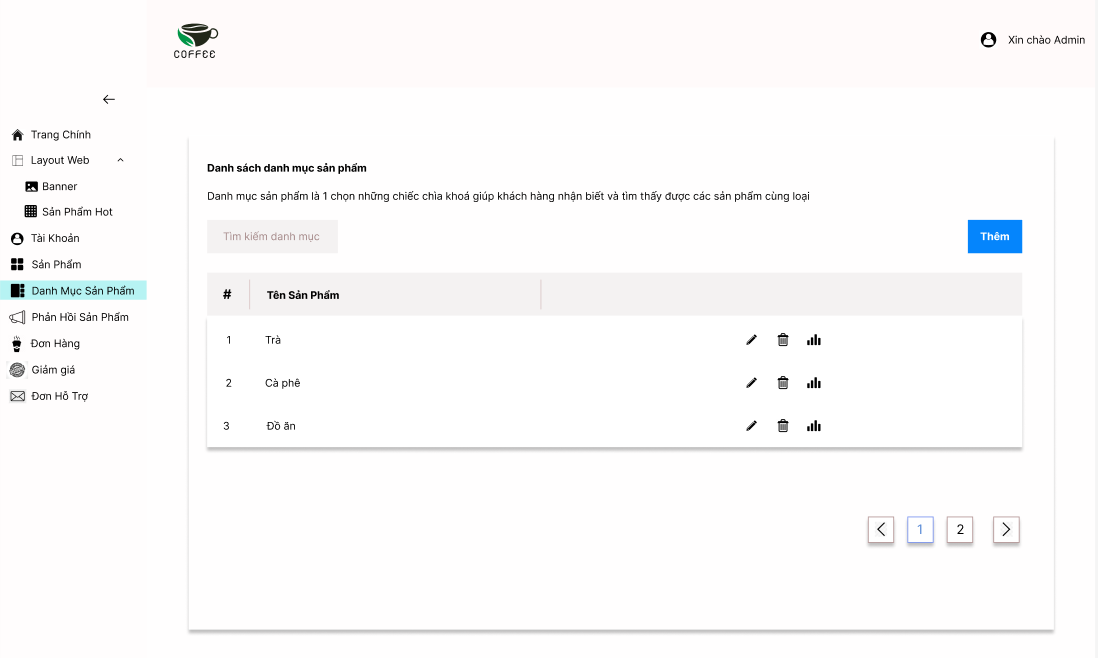 COFFEE
Xin chào Admin
Trang Chính
Layout Web
Banner
Sản Phẩm Hot
Tài Khoản
Sản Phẩm
Danh Mục Sản Phẩm
Phản Hồi Sản Phẩm
Đơn Hàng
Giảm giá
Đơn Hỗ Trợ
Danh sách danh mục sản phẩm
Danh mục sản phẩm là 1 chọn những chiếc chìa khoá giúp khách hàng nhận biết và tìm thấy được các sản phẩm cùng loại
Tìm kiếm danh mục
Thêm
# Tên Sản Phẩm
1 Trà
2 Cà phê
3 Đồ ăn
1 2